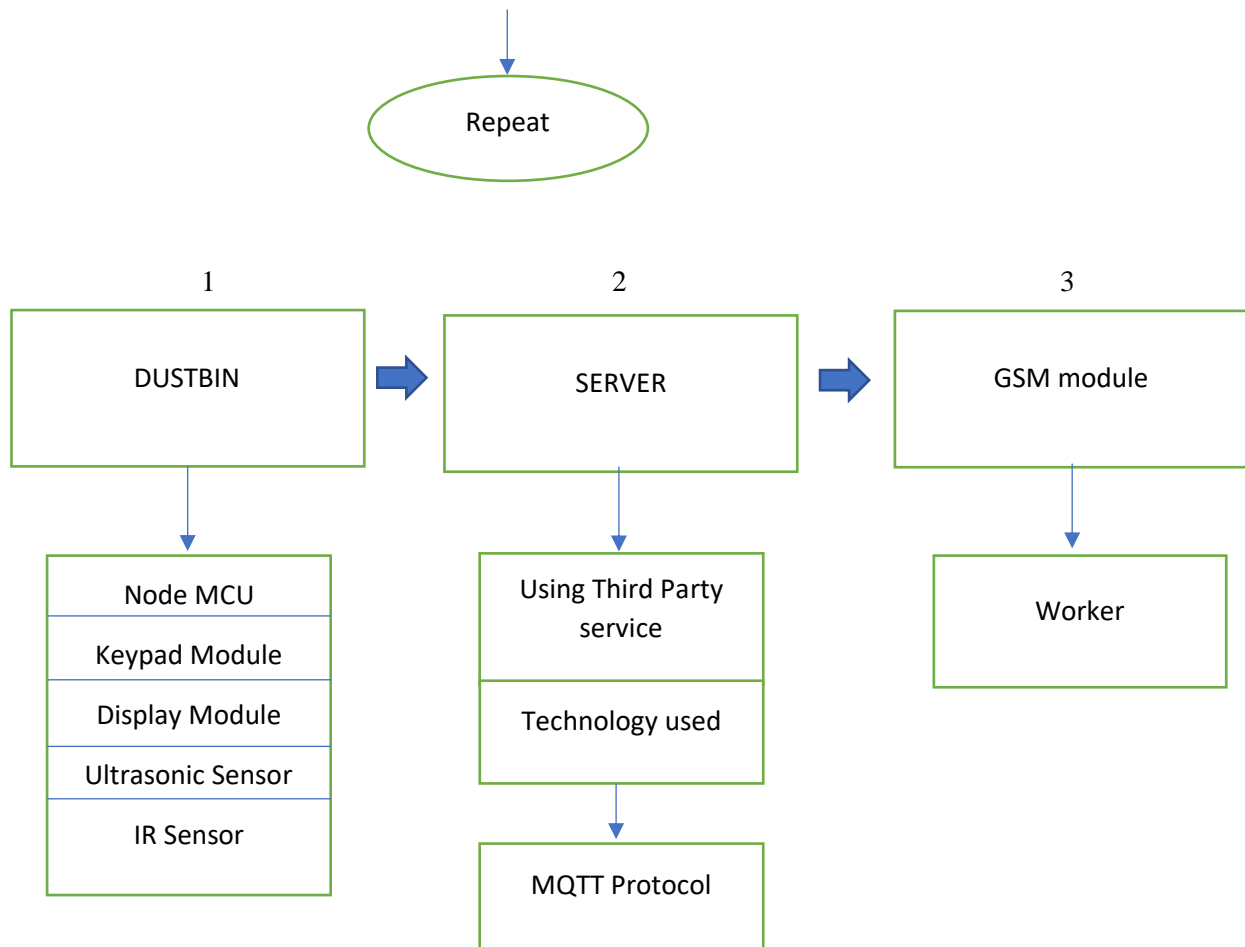 Repeat
1
2
3
DUSTBIN
SERVER
GSM module
Node MCU
Keypad Module
Display Module
Ultrasonic Sensor
IR Sensor
Using Third Party
service
Technology used
MQTT Protocol
Worker